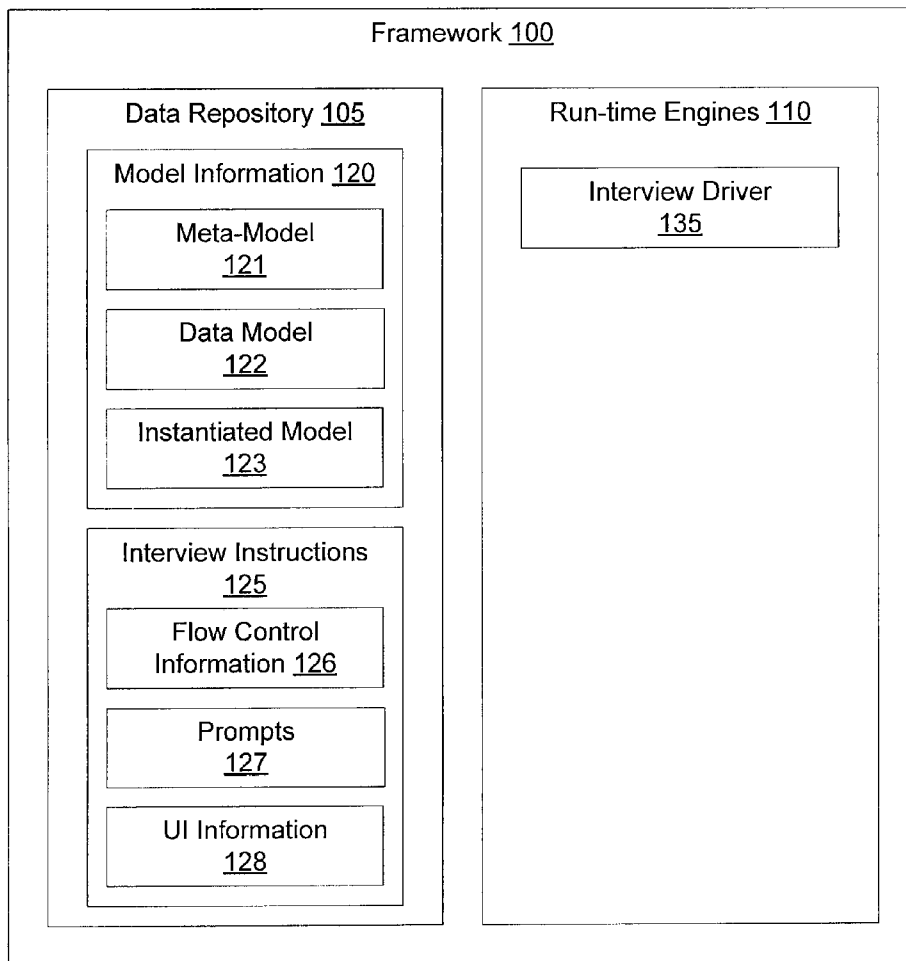 Framework 100
Data Repository 105
Model Information 120
Meta-Model
121
Data Model
122
Instantiated Model
123
Interview Instructions
125
Flow Control
Information 126
Prompts
127
UI Information
128
Run-time Engines 110
Interview Driver
135